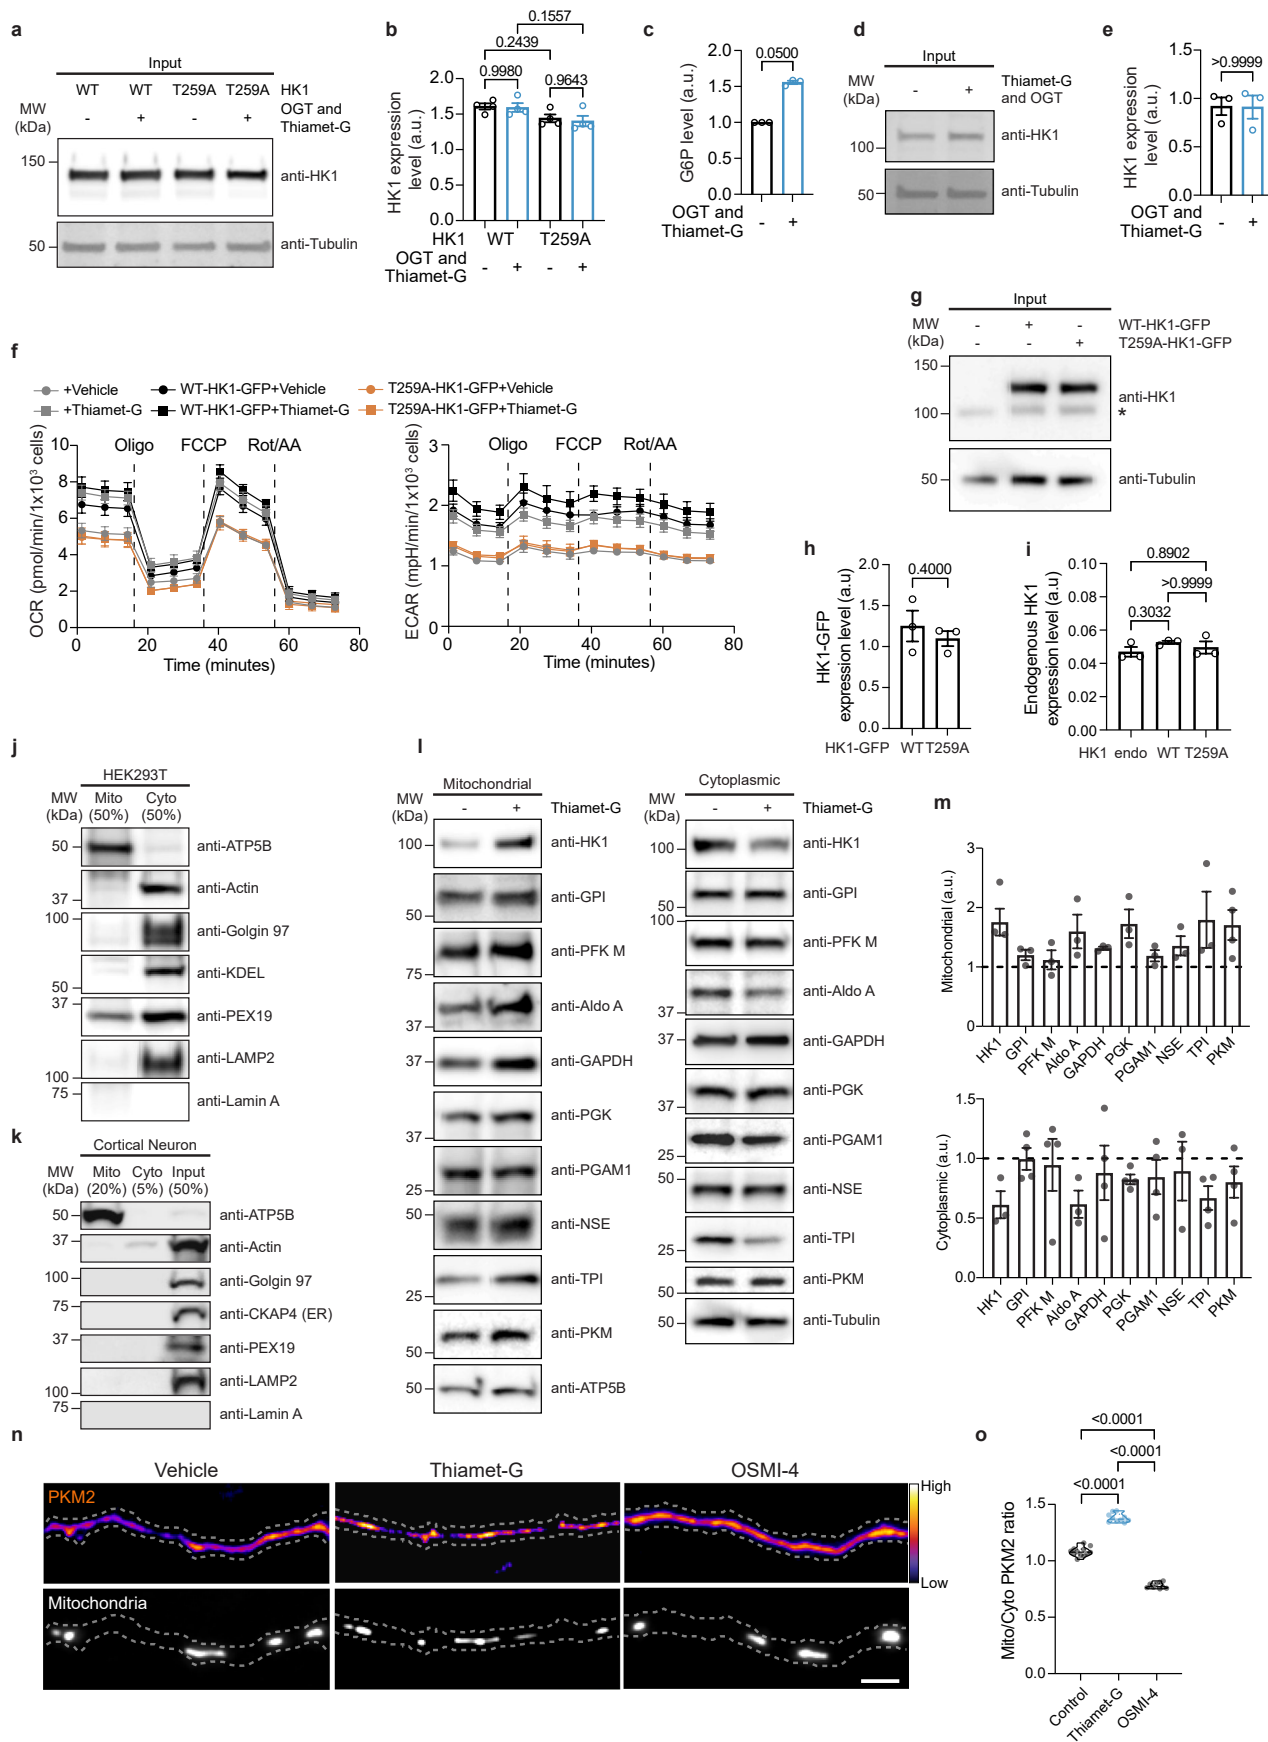 a
Input
WT WT T259A T259A HK1
MW (kDa)
- + - + OGT and Thiamet-G
150
anti-HK1
50
anti-Tubulin
b
0.1557
0.2439
0.9980
0.9643
HK1 expression level (a.u.)
2.0
1.5
1.0
0.5
0.0
HK1 WT T259A
OGT and Thiamet-G - + - +
c
G6P level (a.u.)
0.0500
2.0
1.5
1.0
0.5
0.0
OGT and Thiamet-G - +
d
Input
MW (kDa)
- + Thiamet-G and OGT
100
anti-HK1
50
anti-Tubulin
e
HK1 expression level (a.u.)
>0.9999
1.5
1.0
0.5
0.0
OGT and Thiamet-G - +
f
+Vehicle WT-HK1-GFP+Vehicle T259A-HK1-GFP+Vehicle
+Thiamet-G WT-HK1-GFP+Thiamet-G T259A-HK1-GFP+Thiamet-G
Oligo FCCP Rot/AA
OCR (pmol/min/1x10³ cells)
10
8
6
4
2
0
0 20 40 60 80
Time (minutes)
Oligo FCCP Rot/AA
ECAR (mpH/min/1x10³ cells)
3
2
1
0
0 20 40 60 80
Time (minutes)
g
Input
MW (kDa)
- + - WT-HK1-GFP
- - + T259A-HK1-GFP
150
anti-HK1
100
*
50
anti-Tubulin
h
0.4000
HK1-GFP expression level (a.u)
2.0
1.5
1.0
0.5
0.0
HK1-GFP WT T259A
i
0.8902
>0.9999
0.3032
Endogenous HK1 expression level (a.u)
0.10
0.08
0.06
0.04
0.02
0.00
HK1 endo WT T259A
j
HEK293T
MW (kDa)
Mito (50%)
Cyto (50%)
50 anti-ATP5B
37 anti-Actin
100 anti-Golgin 97
50 anti-KDEL
37 anti-PEX19
100 anti-LAMP2
75 anti-Lamin A
k
Cortical Neuron
MW (kDa)
Mito (20%)
Cyto (5%)
Input (50%)
50 anti-ATP5B
37 anti-Actin
100 anti-Golgin 97
75 anti-CKAP4 (ER)
37 anti-PEX19
100 anti-LAMP2
75 anti-Lamin A
l
Mitochondrial
MW (kDa)
- + Thiamet-G
100 anti-HK1
50 anti-GPI
75 anti-PFK M
37 anti-Aldo A
37 anti-GAPDH
37 anti-PGK
25 anti-PGAM1
50 anti-NSE
25 anti-TPI
50 anti-PKM
50 anti-ATP5B
Cytoplasmic
MW (kDa)
- + Thiamet-G
100 anti-HK1
50 anti-GPI
100 anti-PFK M
37 anti-Aldo A
37 anti-GAPDH
37 anti-PGK
25 anti-PGAM1
50 anti-NSE
25 anti-TPI
50 anti-PKM
50 anti-Tubulin
m
Mitochondrial (a.u.)
3
2
1
0
HK1 GPI PFK M Aldo A GAPDH PGK PGAM1 NSE TPI PKM
Cytoplasmic (a.u.)
1.5
1.0
0.5
0.0
HK1 GPI PFK M Aldo A GAPDH PGK PGAM1 NSE TPI PKM
n
Vehicle Thiamet-G OSMI-4
PKM2
High
Low
Mitochondria
o
<0.0001
<0.0001
<0.0001
Mito/Cyto PKM2 ratio
1.5
1.0
0.5
0.0
Control Thiamet-G OSMI-4